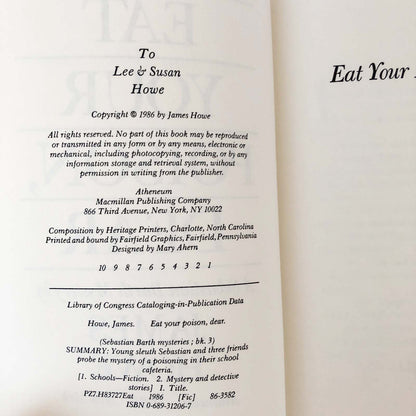 To
Lee & Susan
Howe
Copyright © 1986 by James Howe
All rights reserved. No part of this book may be reproduced
or transmitted in any form or by any means, electronic or
mechanical, including photocopying, recording, or by any
information storage and retrieval system, without
permission in writing from the publisher.
Atheneum
Macmillan Publishing Company
866 Third Avenue, New York, NY 10022
Composition by Heritage Printers, Charlotte, North Carolina
Printed and bound by Fairfield Graphics, Fairfield, Pennsylvania
Designed by Mary Ahern
10 9 8 7 6 5 4 3 2 1
Library of Congress Cataloging-in-Publication Data
Howe, James. Eat your poison, dear.
(Sebastian Barth mysteries ; bk. 3)
SUMMARY: Young sleuth Sebastian and three friends
probe the mystery of a poisoning in their school
cafeteria.
[1. Schools—Fiction. 2. Mystery and detective
stories] 1. Title.
PZ7.H83727Eat 1986 [Fic] 86-3582
ISBN 0-689-31206-7
Eat Your